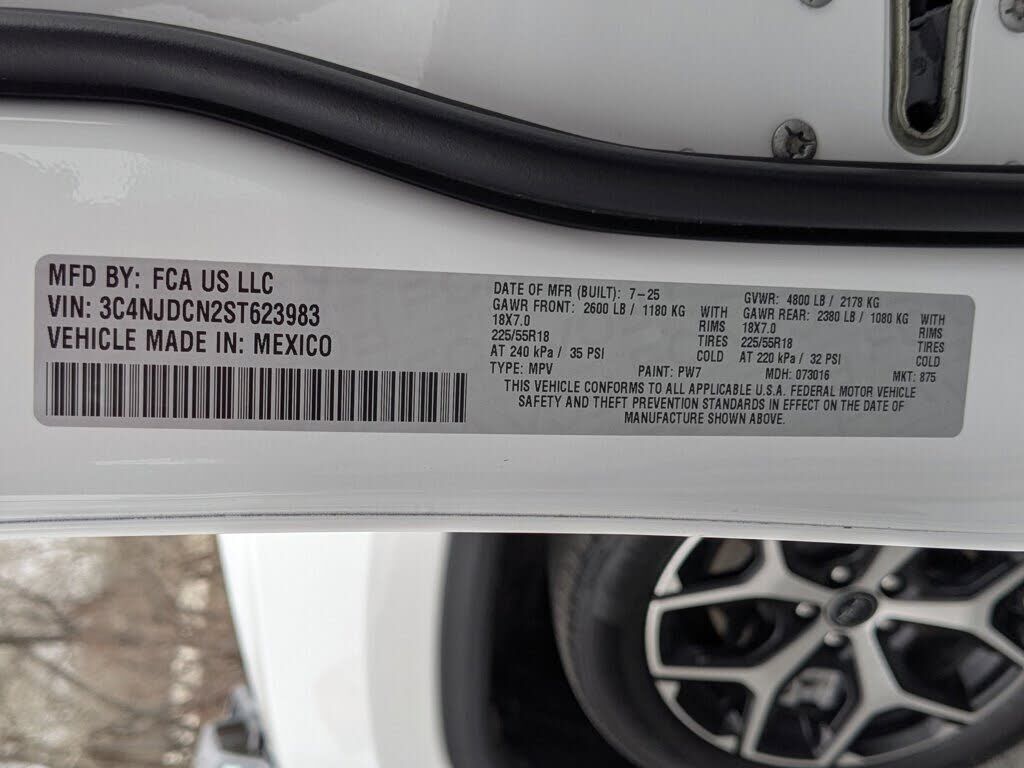 MFD BY: FCA US LLC
VIN: 3C4NJDCN2ST623983
VEHICLE MADE IN: MEXICO
DATE OF MFR (BUILT): 7-25
GAWR FRONT: 2600 LB / 1180 KG WITH
18X7.0 RIMS
225/55R18 TIRES
AT 240 kPa / 35 PSI COLD
GVWR: 4800 LB / 2178 KG
GAWR REAR: 2380 LB / 1080 KG WITH
18X7.0 RIMS
225/55R18 TIRES
AT 220 kPa / 32 PSI COLD
TYPE: MPV PAINT: PW7 MDH: 073016 MKT: 875
THIS VEHICLE CONFORMS TO ALL APPLICABLE U.S.A. FEDERAL MOTOR VEHICLE
SAFETY AND THEFT PREVENTION STANDARDS IN EFFECT ON THE DATE OF
MANUFACTURE SHOWN ABOVE.